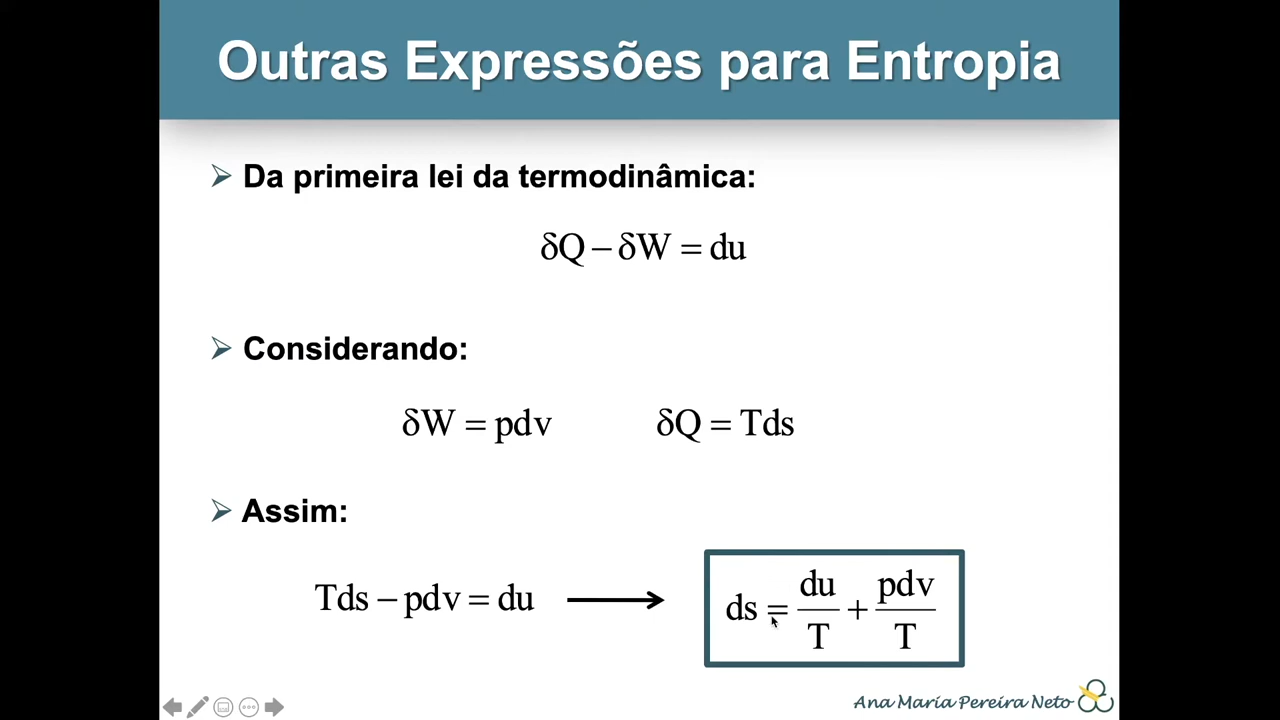 Outras Expressões para Entropia
Da primeira lei da termodinâmica:
δQ − δW = du
Considerando:
δW = pdv δQ = Tds
Assim:
Tds − pdv = du ⟶ ds = du/T + pdv/T
Ana Maria Pereira Neto